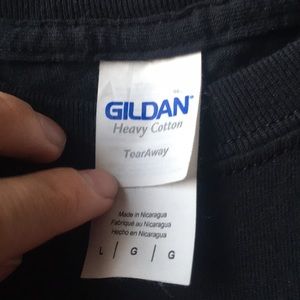 GILDAN
Heavy Cotton
TearAway
Made in Nicaragua
Fabriqué au Nicaragua
Hecho en Nicaragua
L / G / G